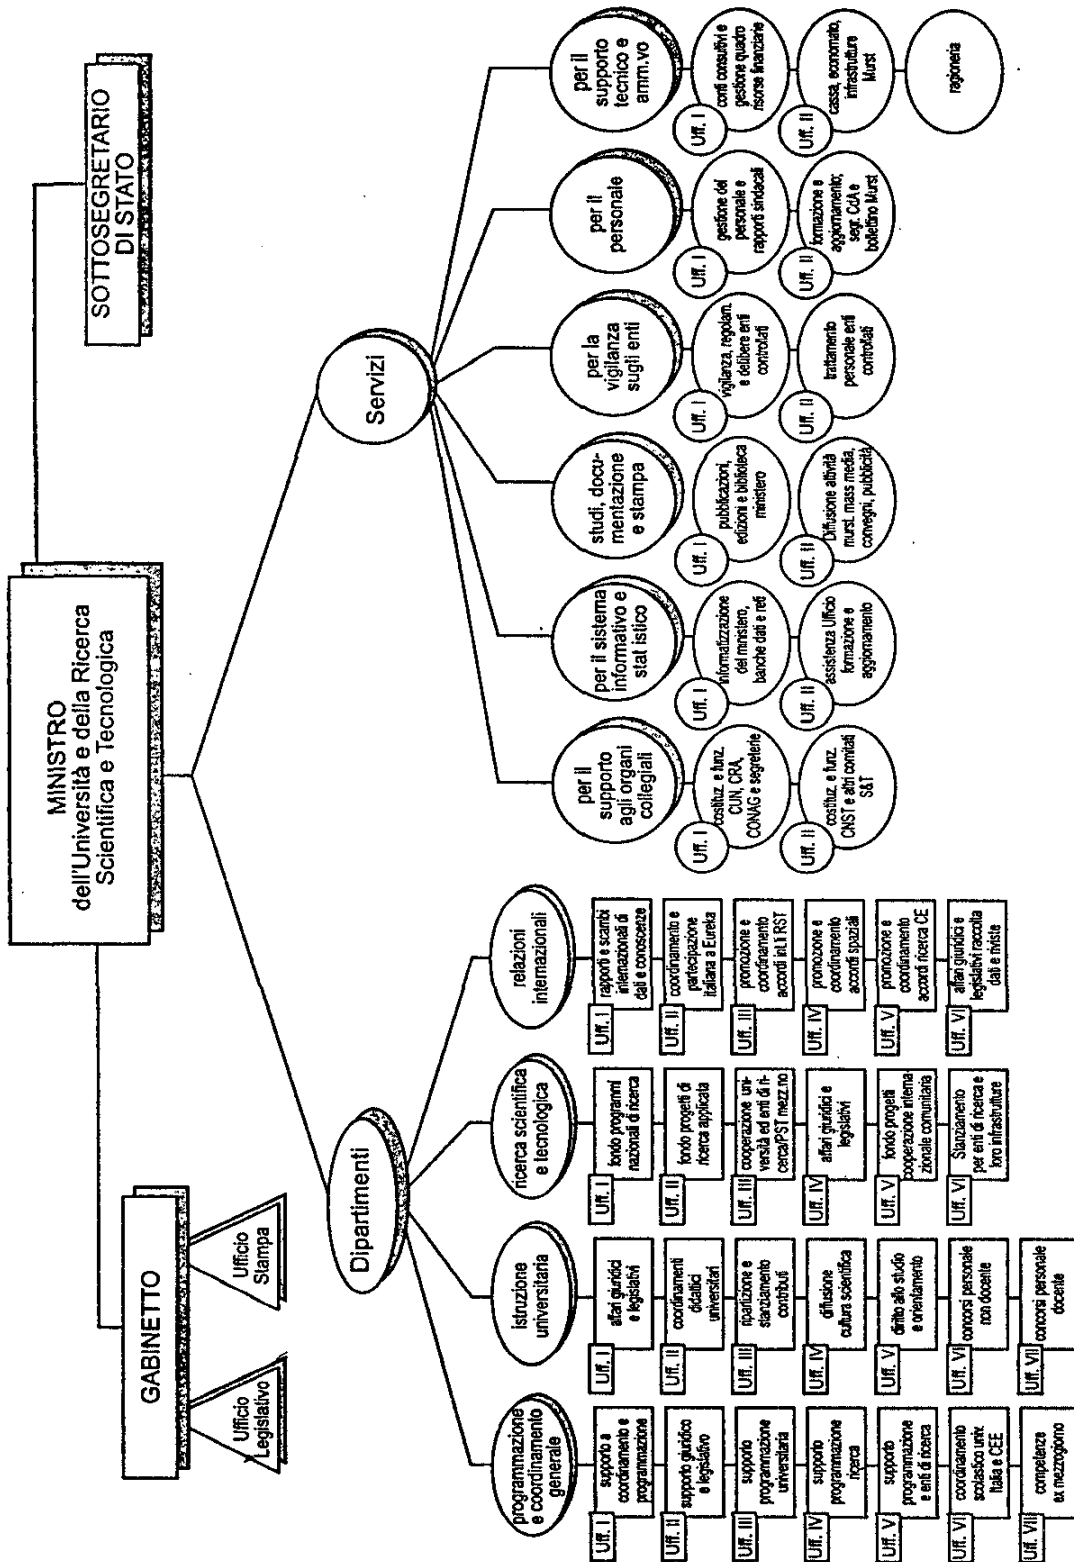 MINISTRO
dell'Università e della Ricerca
Scientifica e Tecnologica
SOTTOSEGRETARIO
DI STATO
GABINETTO
Ufficio
Legislativo
Ufficio
Stampa
Dipartimenti
Servizi
programmazione
e coordinamento
generale
Uff. I
supporto a
coordinamento e
programmazione
Uff. II
supporto giuridico
e legislativo
Uff. III
supporto
programmazione
universitaria
Uff. IV
supporto
programmazione
ricerca
Uff. V
supporto
programmazione
e enti di ricerca
Uff. VI
coordinamento
scolastico univ.
Italia e CEE
Uff. VII
competenze
ex mezzogiorno
istruzione
universitaria
Uff. I
affari giuridici
e legislativi
Uff. II
coordinamenti
didattici
universitari
Uff. III
ripartizione e
stanziamento
contributi
Uff. IV
diffusione
cultura scientifica
Uff. V
diritto allo studio
e orientamento
Uff. VI
concorsi personale
non docente
Uff. VII
concorsi personale
docente
ricerca scientifica
e tecnologica
Uff. I
fondo programmi
nazionali di ricerca
Uff. II
fondo progetti di
ricerca applicata
Uff. III
cooperazione uni-
versità ed enti di ri-
cerca/PST mezz.no
Uff. IV
affari giuridici e
legislativi
Uff. V
fondo progetti
cooperazione interna
zionale comunitaria
Uff. VI
Stanziamento
per enti di ricerca e
loro infrastrutture
relazioni
internazionali
Uff. I
rapporti e scambi
internazionali di
dati e conoscenze
Uff. II
coordinamento e
partecipazione
italiana a Eureka
Uff. III
promozione e
coordinamento
accordi int.li RST
Uff. IV
promozione e
coordinamento
accordi spaziali
Uff. V
promozione e
coordinamento
accordi ricerca CE
Uff. VI
affari giuridici e
legislativi raccolta
dati e riviste
per il
supporto
agli organi
collegiali
Uff. I
costituz. e funz.
CUN, CRA,
CONAG e segreterie
Uff. II
costituz. e funz.
CNST e altri comitati
S&T
per il sistema
informativo e
stat istico
Uff. I
informatizzazione
del ministero,
banche dati e reti
Uff. II
assistenza Ufficio
formazione e
aggiornamento
studi, docu-
mentazione
e stampa
Uff. I
pubblicazioni,
edizioni e biblioteca
ministero
Uff. II
Diffusione attività
murst. mass media,
convegni, pubblicità
per la
vigilanza
sugli enti
Uff. I
vigilanza, regolam.
e delibere enti
controllati
Uff. II
trattamento
personale enti
controllati
per il
personale
Uff. I
gestione del
personale e
rapporti sindacali
Uff. II
formazione e
aggiornamento;
segr. CdA e
bollettino Murst
per il
supporto
tecnico e
amm.vo
Uff. I
conti consuntivi e
gestione quadro
risorse finanziarie
Uff. II
cassa, economato,
infrastrutture
Murst
ragioneria